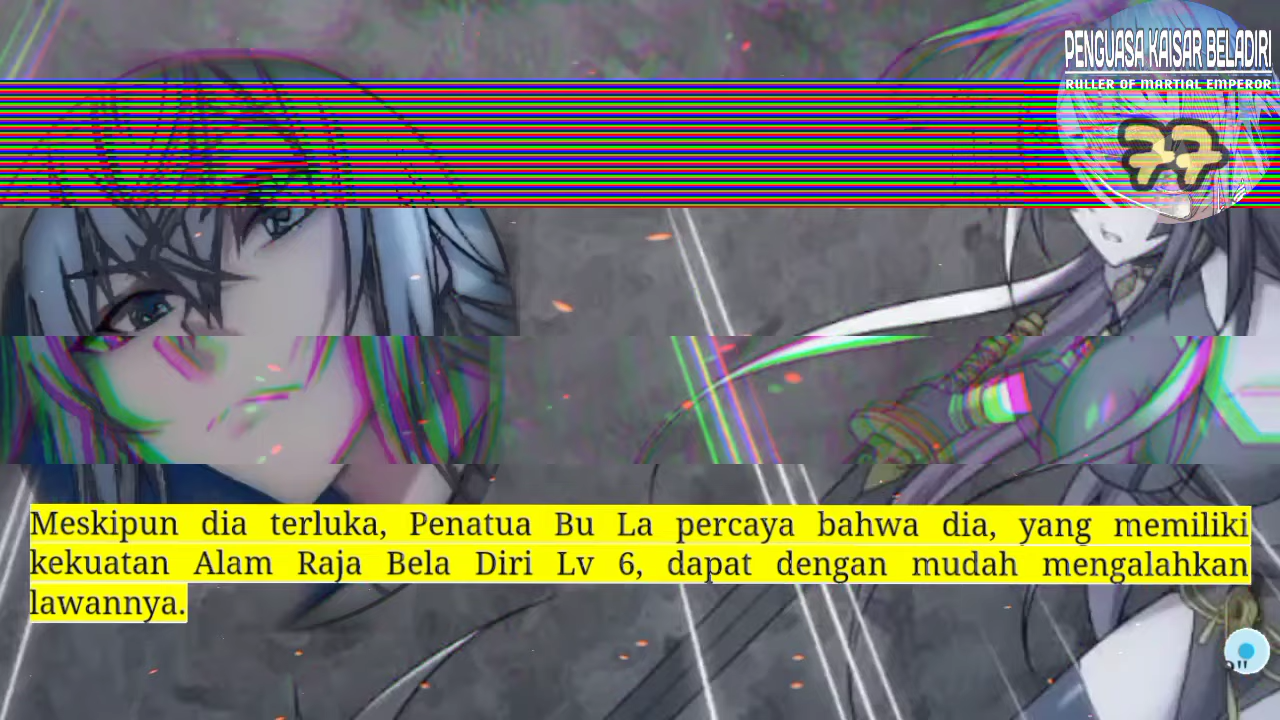 PENGUASA KAISAR BELADIRI
RULLER OF MARTIAL EMPEROR
77
Meskipun dia terluka, Penatua Bu La percaya bahwa dia, yang memiliki
kekuatan Alam Raja Bela Diri Lv 6, dapat dengan mudah mengalahkan
lawannya.